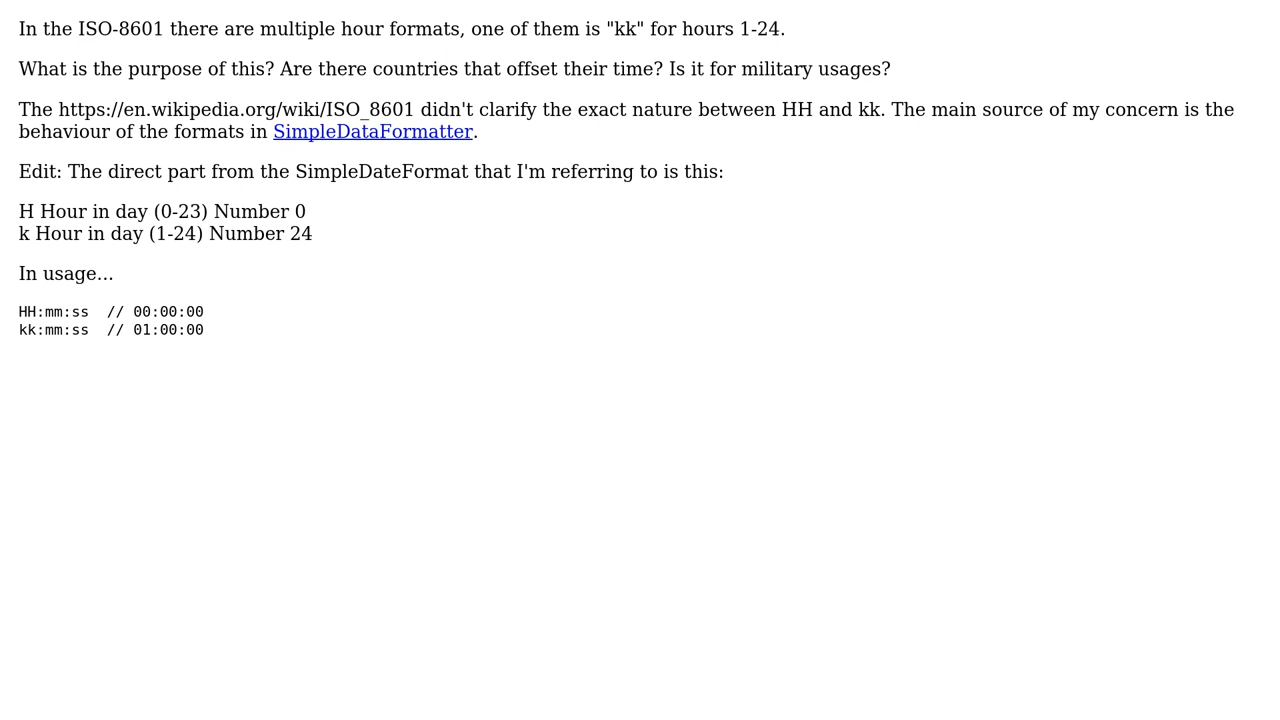 In the ISO-8601 there are multiple hour formats, one of them is "kk" for hours 1-24.
What is the purpose of this? Are there countries that offset their time? Is it for military usages?
The https://en.wikipedia.org/wiki/ISO_8601 didn't clarify the exact nature between HH and kk. The main source of my concern is the
behaviour of the formats in SimpleDataFormatter.
Edit: The direct part from the SimpleDateFormat that I'm referring to is this:
H Hour in day (0-23) Number 0
k Hour in day (1-24) Number 24
In usage...
HH:mm:ss  // 00:00:00
kk:mm:ss  // 01:00:00